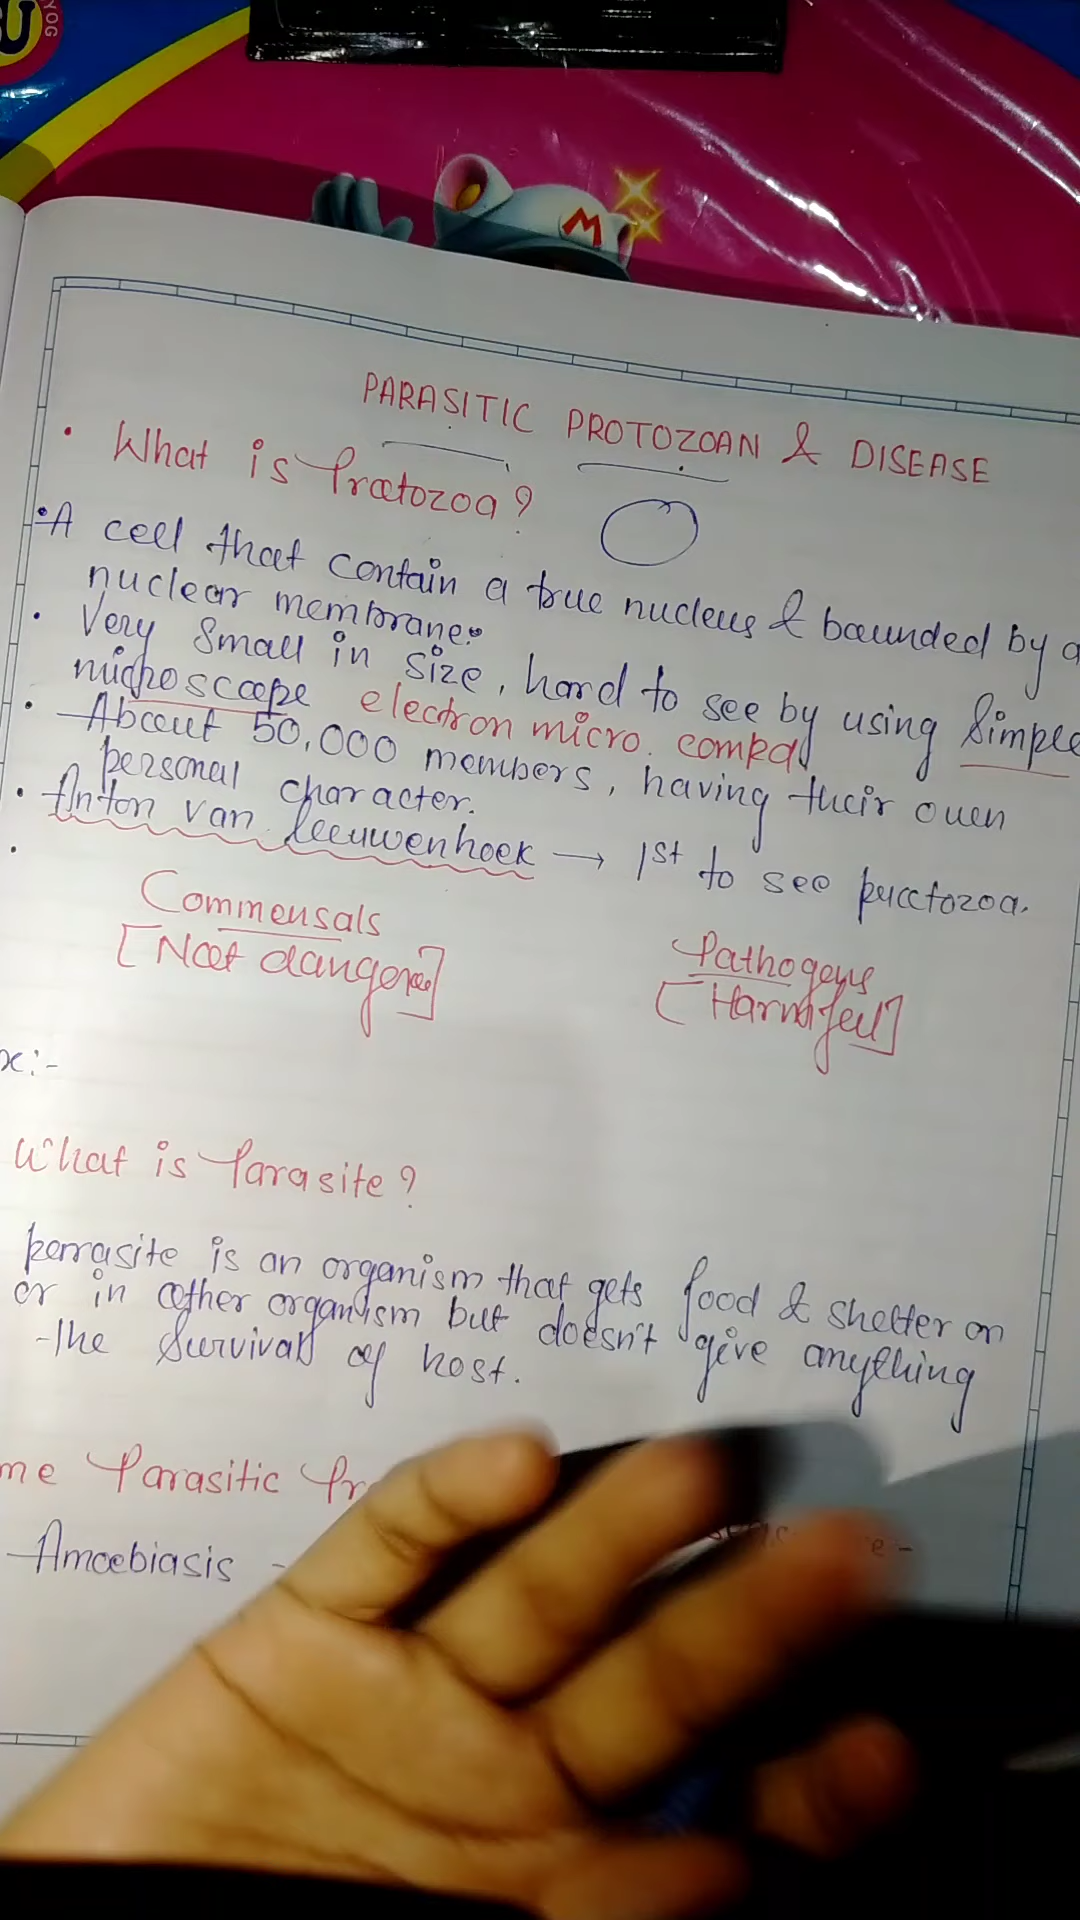 YOG
M
PARASITIC PROTOZOAN & DISEASE
• What is Protozoa?
• A cell that contain a true nucleus & bounded by a
nuclear membrane.
• Very small in size, hard to see by using Simple
microscope electron micro. compd
• About 50,000 members, having their own
personal character.
• Anton van Leeuwenhoek → 1st to see protozoa.
Commensals
[Not dangerous]
Pathogens
[Harmful]
x:-
What is Parasite?
parasite is an organism that gets food & shelter on
or in other organism but doesn't give anything
the survival of host.
me Parasitic Pr
Amoebiasis -